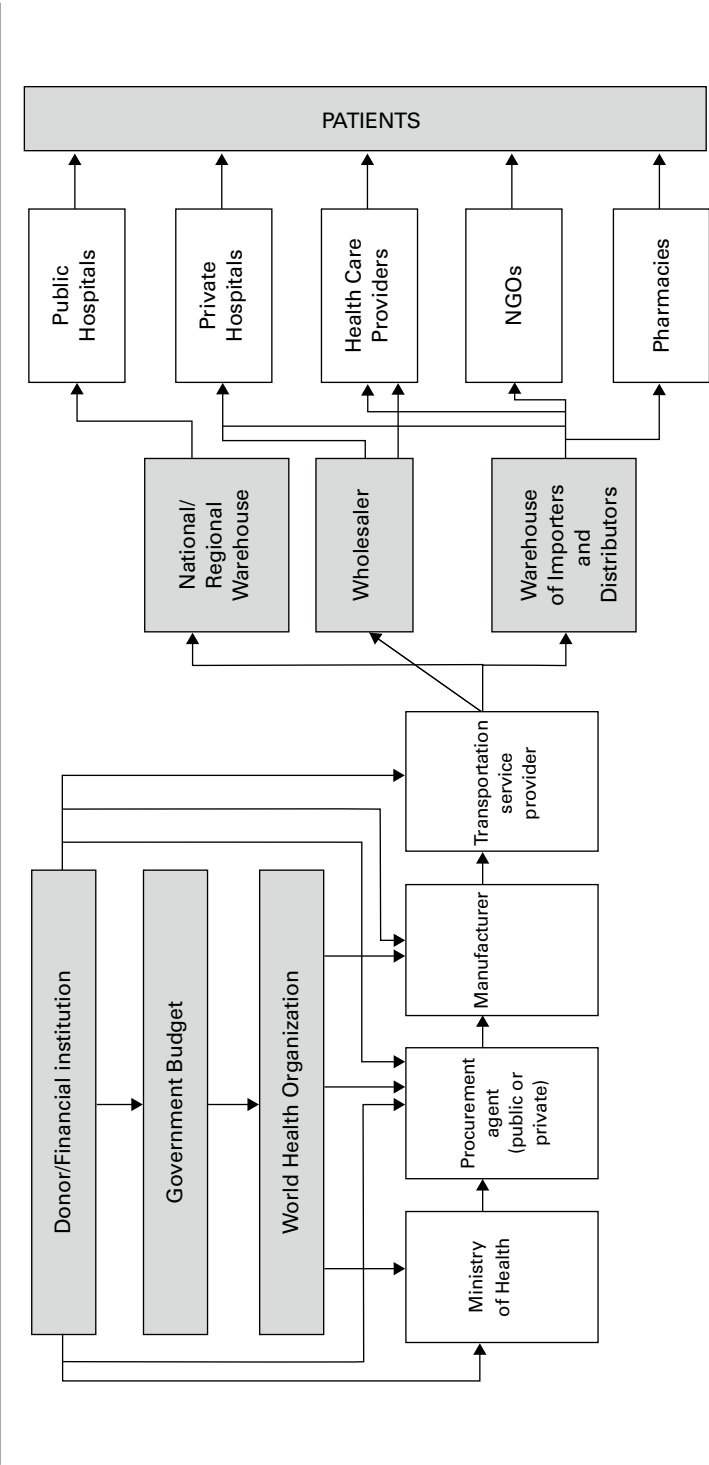 Donor/Financial institution
Government Budget
World Health Organization
Ministry
of Health
Procurement
agent
(public or
private)
Manufacturer
Transportation
service
provider
National/
Regional
Warehouse
Wholesaler
Warehouse
of Importers
and
Distributors
Public
Hospitals
Private
Hospitals
Health Care
Providers
NGOs
Pharmacies
PATIENTS